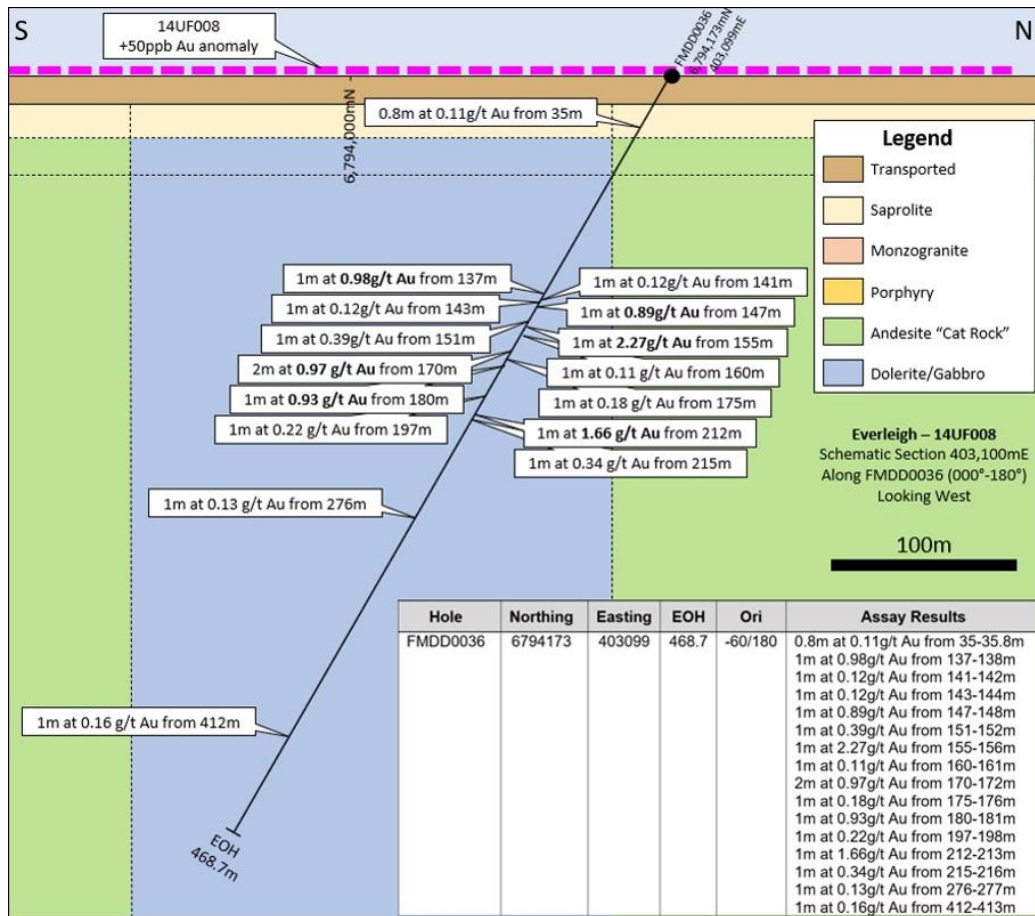 S
14UF008
+50ppb Au anomaly
FMDD0036
6,794,173mN
403,099mE
N
0.8m at 0.11g/t Au from 35m
6,794,000mN
Legend
Transported
Saprolite
Monzogranite
Porphyry
Andesite “Cat Rock”
Dolerite/Gabbro
1m at 0.98g/t Au from 137m
1m at 0.12g/t Au from 141m
1m at 0.12g/t Au from 143m
1m at 0.89g/t Au from 147m
1m at 0.39g/t Au from 151m
1m at 2.27g/t Au from 155m
2m at 0.97 g/t Au from 170m
1m at 0.11 g/t Au from 160m
1m at 0.93 g/t Au from 180m
1m at 0.18 g/t Au from 175m
1m at 0.22 g/t Au from 197m
1m at 1.66 g/t Au from 212m
1m at 0.34 g/t Au from 215m
Everleigh – 14UF008
Schematic Section 403,100mE
Along FMDD0036 (000°-180°)
Looking West
1m at 0.13 g/t Au from 276m
100m
Hole Northing Easting EOH Ori Assay Results
FMDD0036 6794173 403099 468.7 -60/180 0.8m at 0.11g/t Au from 35-35.8m
1m at 0.98g/t Au from 137-138m
1m at 0.12g/t Au from 141-142m
1m at 0.12g/t Au from 143-144m
1m at 0.89g/t Au from 147-148m
1m at 0.39g/t Au from 151-152m
1m at 2.27g/t Au from 155-156m
1m at 0.11g/t Au from 160-161m
2m at 0.97g/t Au from 170-172m
1m at 0.18g/t Au from 175-176m
1m at 0.93g/t Au from 180-181m
1m at 0.22g/t Au from 197-198m
1m at 1.66g/t Au from 212-213m
1m at 0.34g/t Au from 215-216m
1m at 0.13g/t Au from 276-277m
1m at 0.16g/t Au from 412-413m
1m at 0.16 g/t Au from 412m
EOH
468.7m